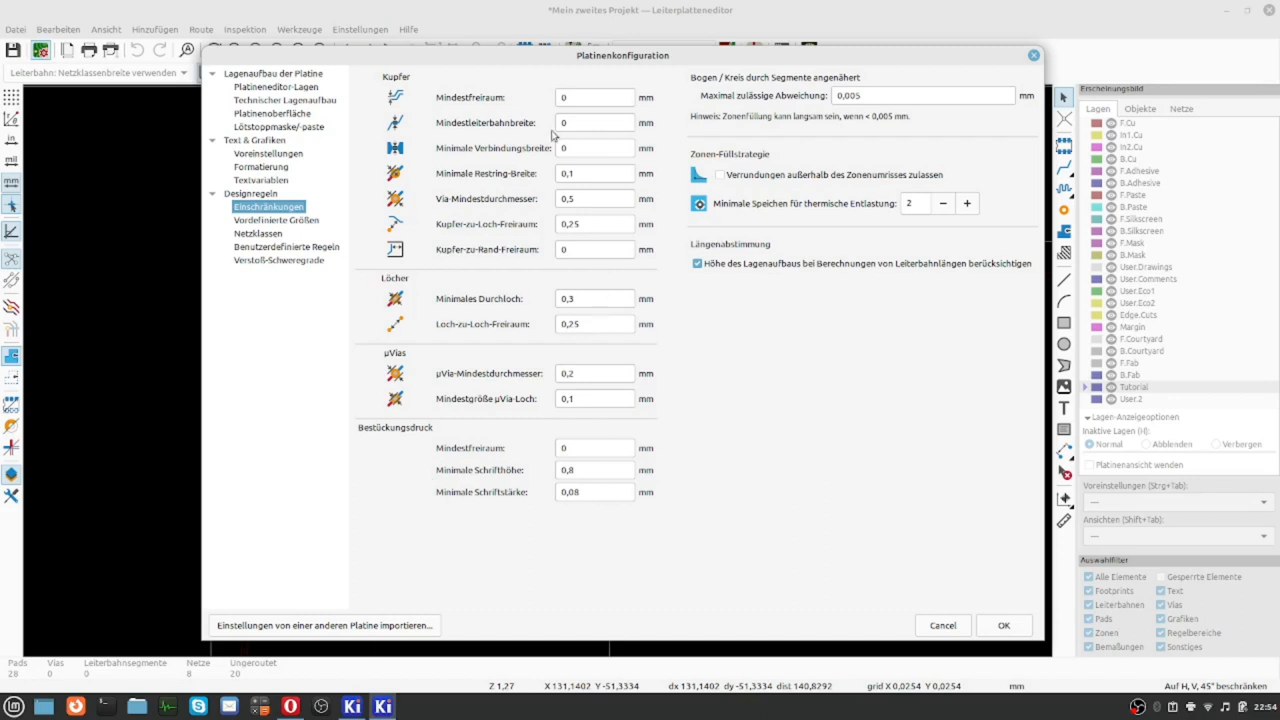 *Mein zweites Projekt — Leiterplatteneditor
Datei Bearbeiten Ansicht Hinzufügen Route Inspektion Werkzeuge Einstellungen Hilfe
Leiterbahn: Netzklassenbreite verwenden
Platinenkonfiguration
Lagenaufbau der Platine
Platineneditor-Lagen
Technischer Lagenaufbau
Platinenoberfläche
Lötstoppmaske/-paste
Text & Grafiken
Voreinstellungen
Formatierung
Textvariablen
Designregeln
Einschränkungen
Vordefinierte Größen
Netzklassen
Benutzerdefinierte Regeln
Verstoß-Schweregrade
Kupfer
Mindestfreiraum: 0 mm
Mindestleiterbahnbreite: 0 mm
Minimale Verbindungsbreite: 0 mm
Minimale Restring-Breite: 0,1 mm
Via-Mindestdurchmesser: 0,5 mm
Kupfer-zu-Loch-Freiraum: 0,25 mm
Kupfer-zu-Rand-Freiraum: 0 mm
Löcher
Minimales Durchloch: 0,3 mm
Loch-zu-Loch-Freiraum: 0,25 mm
µVias
µVia-Mindestdurchmesser: 0,2 mm
Mindestgröße µVia-Loch: 0,1 mm
Bestückungsdruck
Mindestfreiraum: 0 mm
Minimale Schrifthöhe: 0,8 mm
Minimale Schriftstärke: 0,08 mm
Bogen / Kreis durch Segmente angenähert
Maximal zulässige Abweichung: 0,005 mm
Hinweis: Zonenfüllung kann langsam sein, wenn < 0,005 mm.
Zonen-Füllstrategie
Verrundungen außerhalb des Zonenumrisses zulassen
Minimale Speichen für thermische Entlastung: 2 − +
Längenabstimmung
Höhe des Lagenaufbaus bei Berechnungen von Leiterbahnlängen berücksichtigen
Einstellungen von einer anderen Platine importieren...
Cancel OK
in
mil
mm
Erscheinungsbild
Lagen Objekte Netze
F.Cu
In1.Cu
In2.Cu
B.Cu
F.Adhesive
B.Adhesive
F.Paste
B.Paste
F.Silkscreen
B.Silkscreen
F.Mask
B.Mask
User.Drawings
User.Comments
User.Eco1
User.Eco2
Edge.Cuts
Margin
F.Courtyard
B.Courtyard
F.Fab
B.Fab
Tutorial
User.2
Lagen-Anzeigeoptionen
Inaktive Lagen (H):
Normal Abblenden Verbergen
Platinenansicht wenden
Voreinstellungen (Strg+Tab):
---
Ansichten (Shift+Tab):
---
Auswahlfilter
Alle Elemente Gesperrte Elemente
Footprints Text
Leiterbahnen Vias
Pads Grafiken
Zonen Regelbereiche
Bemaßungen Sonstiges
Pads Vias Leiterbahnsegmente Netze Ungeroutet
28 0 0 8 20
Z 1,27 X 131,1402 Y -51,3334 dx 131,1402 dy -51,3334 dist 140,8292 grid X 0,0254 Y 0,0254 mm Auf H, V, 45° beschränken
Ki Ki
22:54